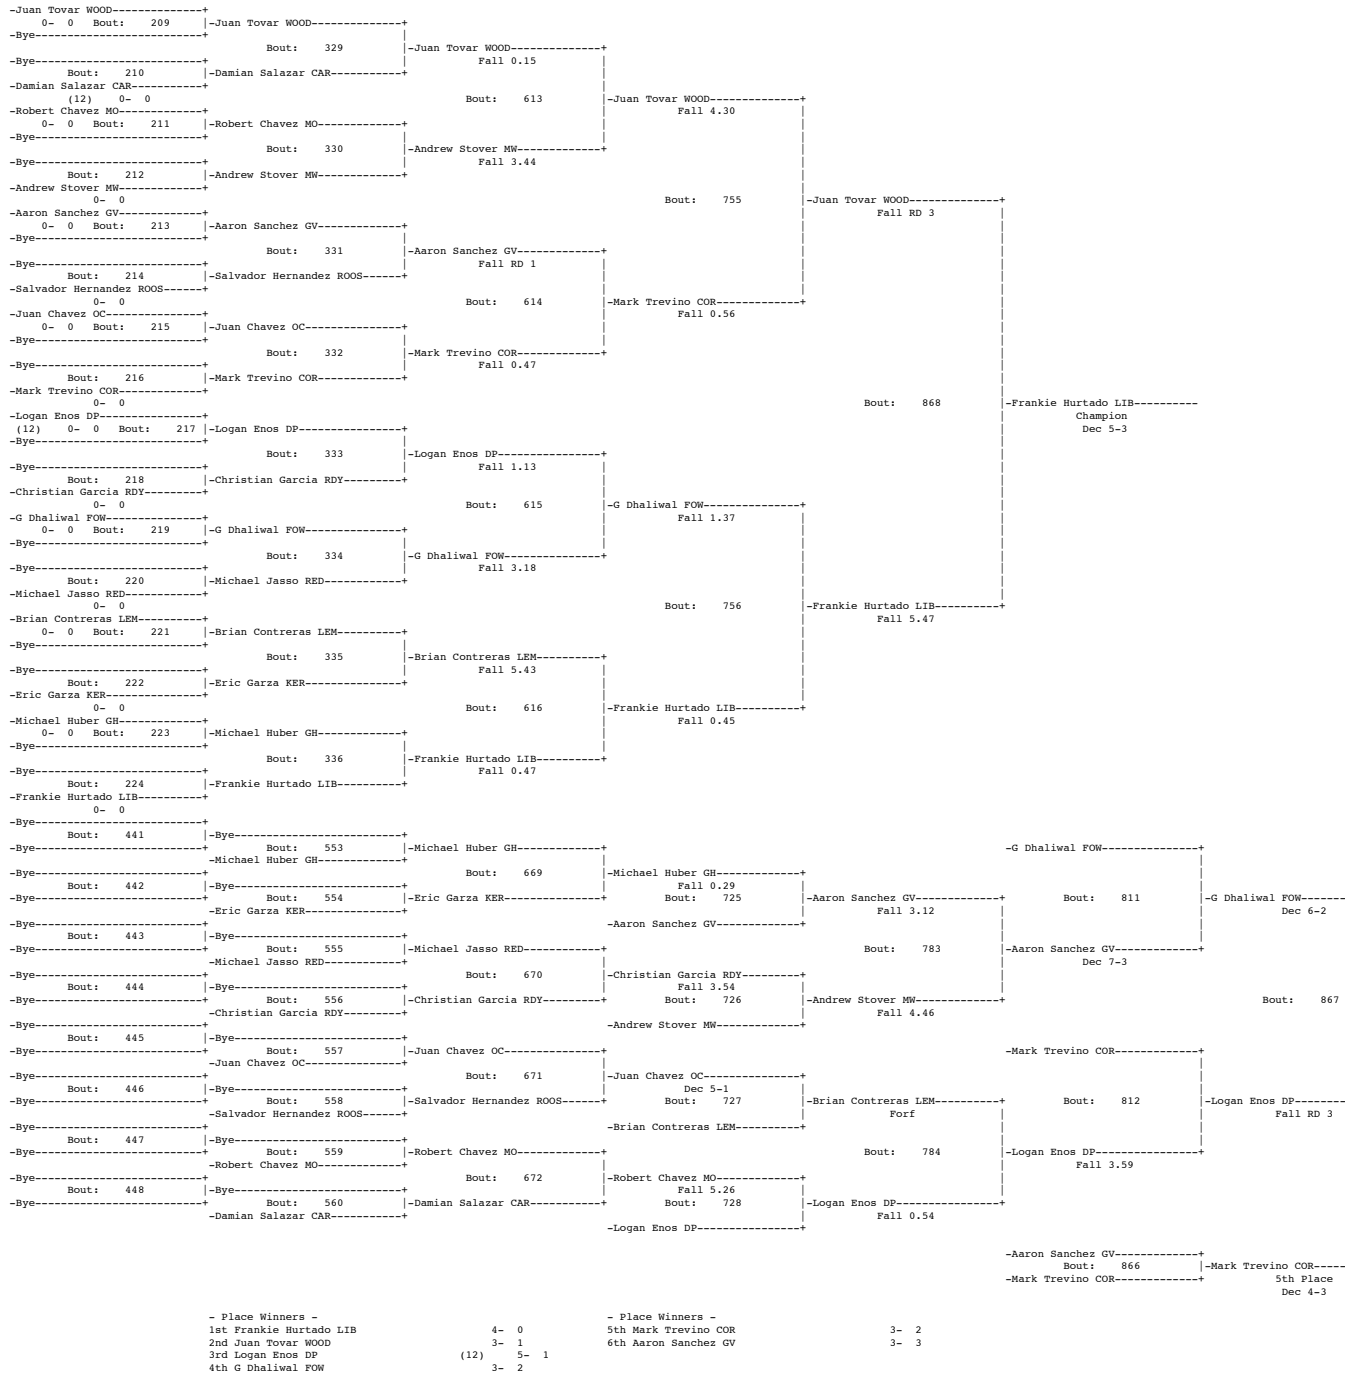 -Juan Tovar WOOD--------------+
0- 0 Bout: 209 |-Juan Tovar WOOD--------------+
-Bye--------------------------+ |
Bout: 329 |-Juan Tovar WOOD--------------+
-Bye--------------------------+ | Fall 0.15 |
Bout: 210 |-Damian Salazar CAR-----------+ |
-Damian Salazar CAR-----------+ |
(12) 0- 0 Bout: 613 |-Juan Tovar WOOD--------------+
-Robert Chavez MO-------------+ | Fall 4.30 |
0- 0 Bout: 211 |-Robert Chavez MO-------------+ | |
-Bye--------------------------+ | | |
Bout: 330 |-Andrew Stover MW-------------+ |
-Bye--------------------------+ | Fall 3.44 |
Bout: 212 |-Andrew Stover MW-------------+ |
-Andrew Stover MW-------------+ |
0- 0 Bout: 755 |-Juan Tovar WOOD--------------+
-Aaron Sanchez GV-------------+ | Fall RD 3 |
0- 0 Bout: 213 |-Aaron Sanchez GV-------------+ | |
-Bye--------------------------+ | | |
Bout: 331 |-Aaron Sanchez GV-------------+ | |
-Bye--------------------------+ | Fall RD 1 | | |
Bout: 214 |-Salvador Hernandez ROOS------+ | | |
-Salvador Hernandez ROOS------+ | | |
0- 0 Bout: 614 |-Mark Trevino COR-------------+ |
-Juan Chavez OC---------------+ | Fall 0.56 |
0- 0 Bout: 215 |-Juan Chavez OC---------------+ | |
-Bye--------------------------+ | | |
Bout: 332 |-Mark Trevino COR-------------+ |
-Bye--------------------------+ | Fall 0.47 |
Bout: 216 |-Mark Trevino COR-------------+ |
-Mark Trevino COR-------------+ |
0- 0 Bout: 868 |-Frankie Hurtado LIB----------
-Logan Enos DP----------------+ | Champion
(12) 0- 0 Bout: 217 |-Logan Enos DP----------------+ | Dec 5-3
-Bye--------------------------+ | |
Bout: 333 |-Logan Enos DP----------------+ |
-Bye--------------------------+ | Fall 1.13 | |
Bout: 218 |-Christian Garcia RDY---------+ | |
-Christian Garcia RDY---------+ | |
0- 0 Bout: 615 |-G Dhaliwal FOW---------------+ |
-G Dhaliwal FOW---------------+ | Fall 1.37 | |
0- 0 Bout: 219 |-G Dhaliwal FOW---------------+ | | |
-Bye--------------------------+ | | | |
Bout: 334 |-G Dhaliwal FOW---------------+ | |
-Bye--------------------------+ | Fall 3.18 | |
Bout: 220 |-Michael Jasso RED------------+ | |
-Michael Jasso RED------------+ | |
0- 0 Bout: 756 |-Frankie Hurtado LIB----------+
-Brian Contreras LEM----------+ | Fall 5.47
0- 0 Bout: 221 |-Brian Contreras LEM----------+ |
-Bye--------------------------+ | |
Bout: 335 |-Brian Contreras LEM----------+ |
-Bye--------------------------+ | Fall 5.43 | |
Bout: 222 |-Eric Garza KER---------------+ | |
-Eric Garza KER---------------+ | |
0- 0 Bout: 616 |-Frankie Hurtado LIB----------+
-Michael Huber GH-------------+ | Fall 0.45
0- 0 Bout: 223 |-Michael Huber GH-------------+ |
-Bye--------------------------+ | |
Bout: 336 |-Frankie Hurtado LIB----------+
-Bye--------------------------+ | Fall 0.47
Bout: 224 |-Frankie Hurtado LIB----------+
-Frankie Hurtado LIB----------+
0- 0
-Bye--------------------------+
Bout: 441 |-Bye--------------------------+
-Bye--------------------------+ Bout: 553 |-Michael Huber GH-------------+ -G Dhaliwal FOW---------------+
-Michael Huber GH-------------+ | |
-Bye--------------------------+ Bout: 669 |-Michael Huber GH-------------+ |
Bout: 442 |-Bye--------------------------+ | Fall 0.29 | |
-Bye--------------------------+ Bout: 554 |-Eric Garza KER---------------+ Bout: 725 |-Aaron Sanchez GV-------------+ Bout: 811 |-G Dhaliwal FOW------
-Eric Garza KER---------------+ | Fall 3.12 | | Dec 6-2
-Bye--------------------------+ -Aaron Sanchez GV-------------+ | |
Bout: 443 |-Bye--------------------------+ | |
-Bye--------------------------+ Bout: 555 |-Michael Jasso RED------------+ Bout: 783 |-Aaron Sanchez GV-------------+
-Michael Jasso RED------------+ | | Dec 7-3
-Bye--------------------------+ Bout: 670 |-Christian Garcia RDY---------+ |
Bout: 444 |-Bye--------------------------+ | Fall 3.54 | |
-Bye--------------------------+ Bout: 556 |-Christian Garcia RDY---------+ Bout: 726 |-Andrew Stover MW-------------+ Bout: 867
-Christian Garcia RDY---------+ | Fall 4.46
-Bye--------------------------+ -Andrew Stover MW-------------+
Bout: 445 |-Bye--------------------------+
-Bye--------------------------+ Bout: 557 |-Juan Chavez OC---------------+ -Mark Trevino COR-------------+
-Juan Chavez OC---------------+ | |
-Bye--------------------------+ Bout: 671 |-Juan Chavez OC---------------+ |
Bout: 446 |-Bye--------------------------+ | Dec 5-1 | |
-Bye--------------------------+ Bout: 558 |-Salvador Hernandez ROOS------+ Bout: 727 |-Brian Contreras LEM----------+ Bout: 812 |-Logan Enos DP-------
-Salvador Hernandez ROOS------+ | Forf | | Fall RD 3
-Bye--------------------------+ -Brian Contreras LEM----------+ | |
Bout: 447 |-Bye--------------------------+ | |
-Bye--------------------------+ Bout: 559 |-Robert Chavez MO-------------+ Bout: 784 |-Logan Enos DP----------------+
-Robert Chavez MO-------------+ | | Fall 3.59
-Bye--------------------------+ Bout: 672 |-Robert Chavez MO-------------+ |
Bout: 448 |-Bye--------------------------+ | Fall 5.26 | |
-Bye--------------------------+ Bout: 560 |-Damian Salazar CAR-----------+ Bout: 728 |-Logan Enos DP----------------+
-Damian Salazar CAR-----------+ | Fall 0.54
-Logan Enos DP----------------+
-Aaron Sanchez GV-------------+
Bout: 866 |-Mark Trevino COR-----
-Mark Trevino COR-------------+ 5th Place
Dec 4-3
- Place Winners - - Place Winners -
1st Frankie Hurtado LIB 4- 0 5th Mark Trevino COR 3- 2
2nd Juan Tovar WOOD 3- 1 6th Aaron Sanchez GV 3- 3
3rd Logan Enos DP (12) 5- 1
4th G Dhaliwal FOW 3- 2